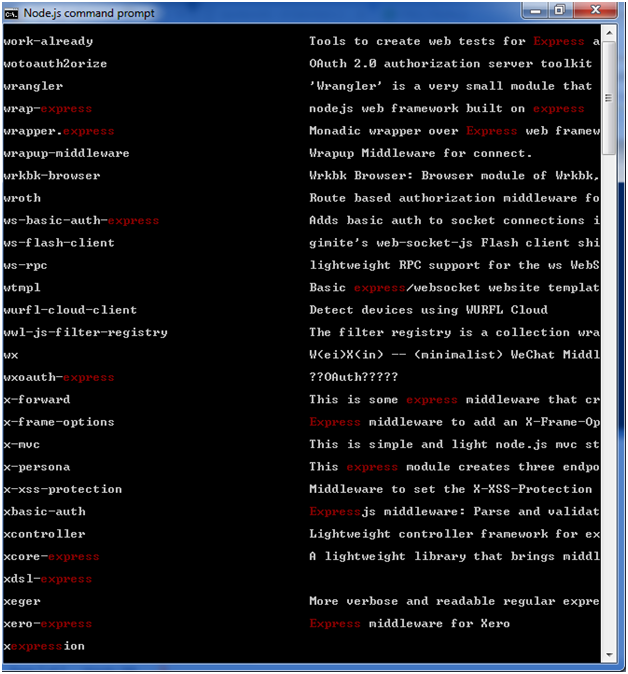 Node.js command prompt
work-already Tools to create web tests for Express a
wotoauth2orize OAuth 2.0 authorization server toolkit
wrangler 'Wrangler' is a very small module that
wrap-express nodejs web framework built on express
wrapper.express Monadic wrapper over Express web framew
wrapup-middleware Wrapup Middleware for connect.
wrkbk-browser Wrkbk Browser: Browser module of Wrkbk,
wroth Route based authorization middleware fo
ws-basic-auth-express Adds basic auth to socket connections i
ws-flash-client gimite's web-socket-js Flash client shi
ws-rpc lightweight RPC support for the ws WebS
wtmpl Basic express/websocket website templat
wurfl-cloud-client Detect devices using WURFL Cloud
wwl-js-filter-registry The filter registry is a collection wra
wx W(ei)X(in) -- (minimalist) WeChat Middl
wxoauth-express ??OAuth?????
x-forward This is some express middleware that cr
x-frame-options Express middleware to add an X-Frame-Op
x-mvc This is simple and light node.js mvc st
x-persona This express module creates three endpo
x-xss-protection Middleware to set the X-XSS-Protection
xbasic-auth Expressjs middleware: Parse and validat
xcontroller Lightweight controller framework for ex
xcore-express A lightweight library that brings middl
xdsl-express
xeger More verbose and readable regular expre
xero-express Express middleware for Xero
xexpression